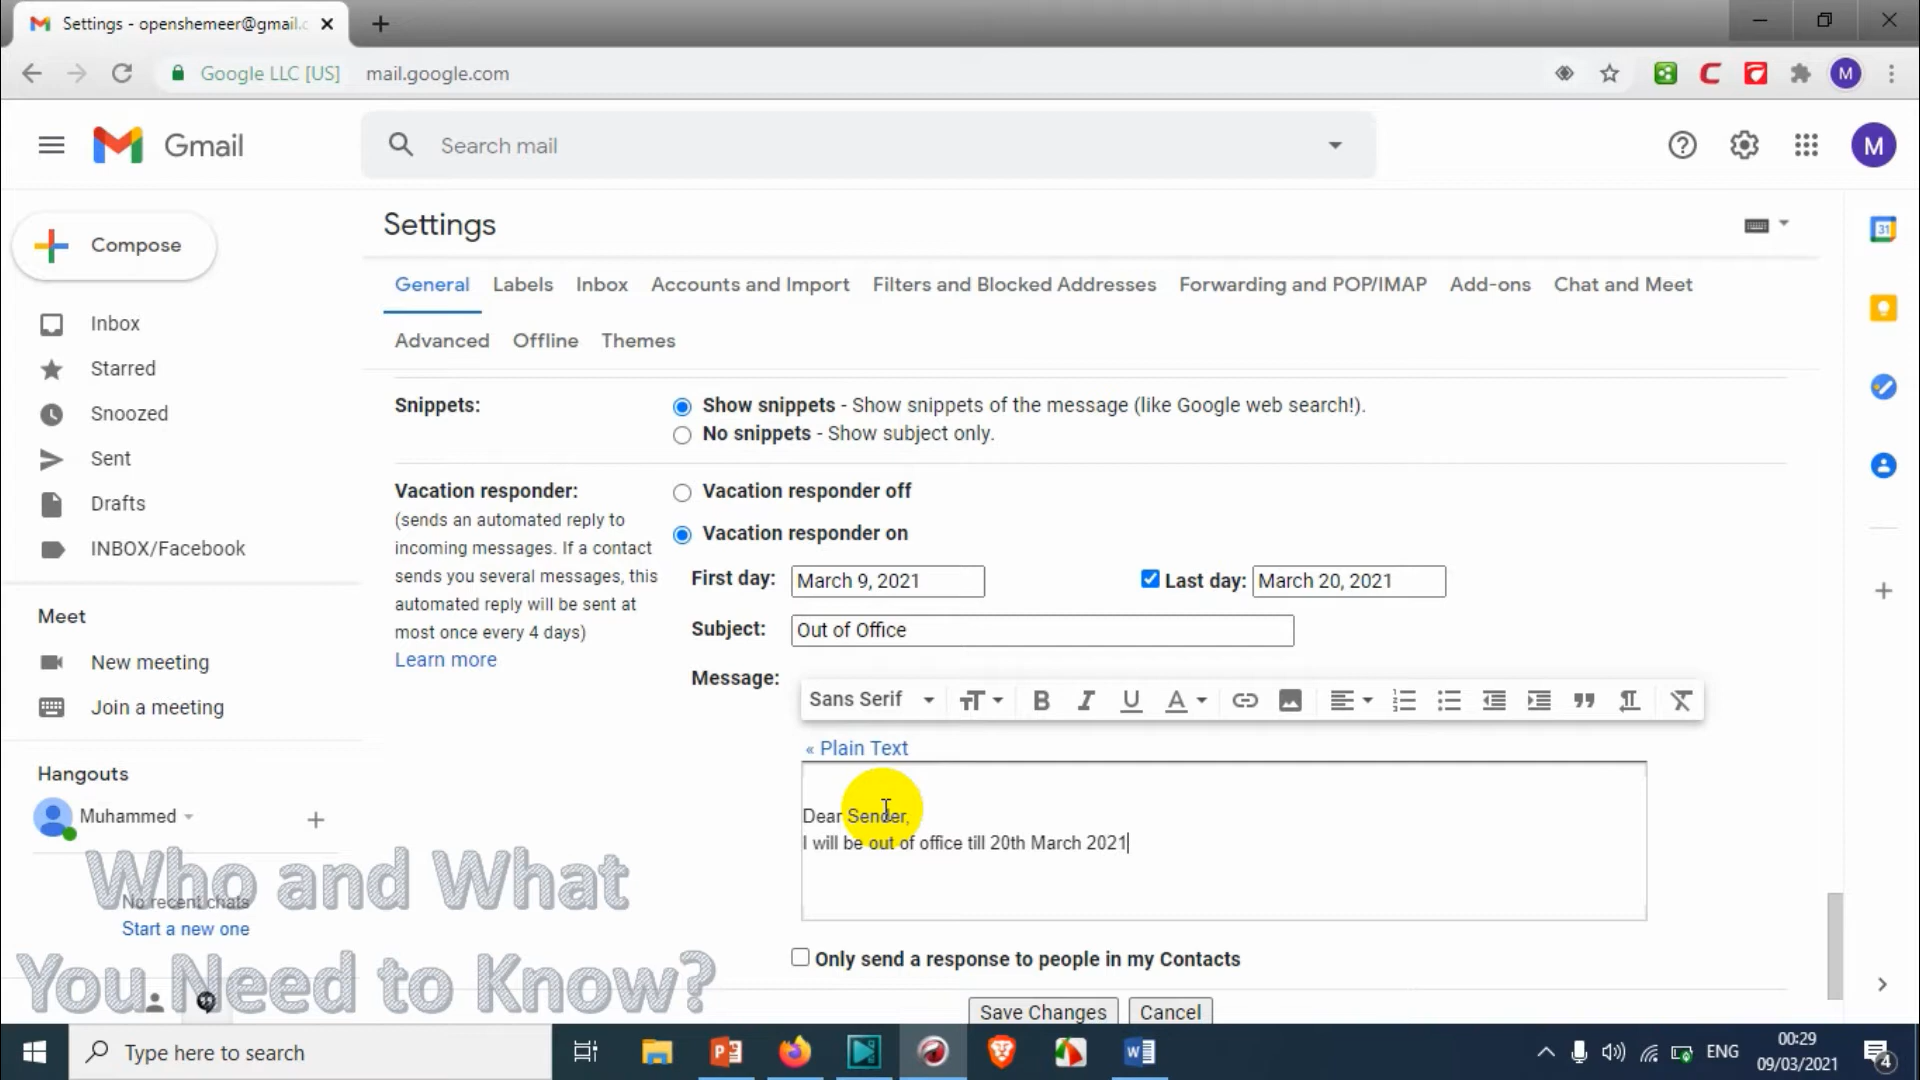 Settings - openshemeer@gmail.c
Google LLC [US]
mail.google.com
M
Gmail
Search mail
M
Settings
Compose
General
Labels
Inbox
Accounts and Import
Filters and Blocked Addresses
Forwarding and POP/IMAP
Add-ons
Chat and Meet
Advanced
Offline
Themes
31
Inbox
Starred
Snoozed
Sent
Drafts
INBOX/Facebook
Snippets:
Show snippets - Show snippets of the message (like Google web search!).
No snippets - Show subject only.
Vacation responder:
(sends an automated reply to
incoming messages. If a contact
sends you several messages, this
automated reply will be sent at
most once every 4 days)
Learn more
Vacation responder off
Vacation responder on
First day:
March 9, 2021
Last day:
March 20, 2021
Subject:
Out of Office
Message:
Sans Serif
« Plain Text
Dear Sender,
I will be out of office till 20th March 2021
Only send a response to people in my Contacts
Save Changes
Cancel
Meet
New meeting
Join a meeting
Hangouts
Muhammed
No recent chats
Start a new one
Who and What
You Need to Know?
Type here to search
ENG
00:29
09/03/2021
4